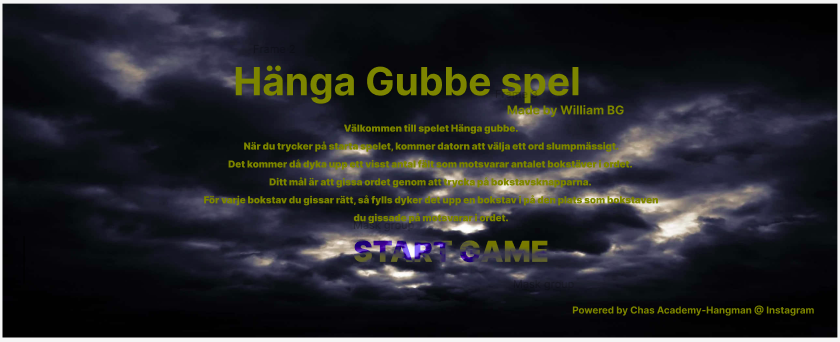 Hänga Gubbe spel
Made by William BG
Välkommen till spelet Hänga gubbe.
När du trycker på starta spelet, kommer datorn att välja ett ord slumpmässigt.
Det kommer då dyka upp ett visst antal fält som motsvarar antalet bokstäver i ordet.
Ditt mål är att gissa ordet genom att trycka på bokstavsknapparna.
För varje bokstav du gissar rätt, så fylls dyker det upp en bokstav i på den plats som bokstaven
du gissade på motsvarar i ordet.
START GAME
Powered by Chas Academy-Hangman @ Instagram